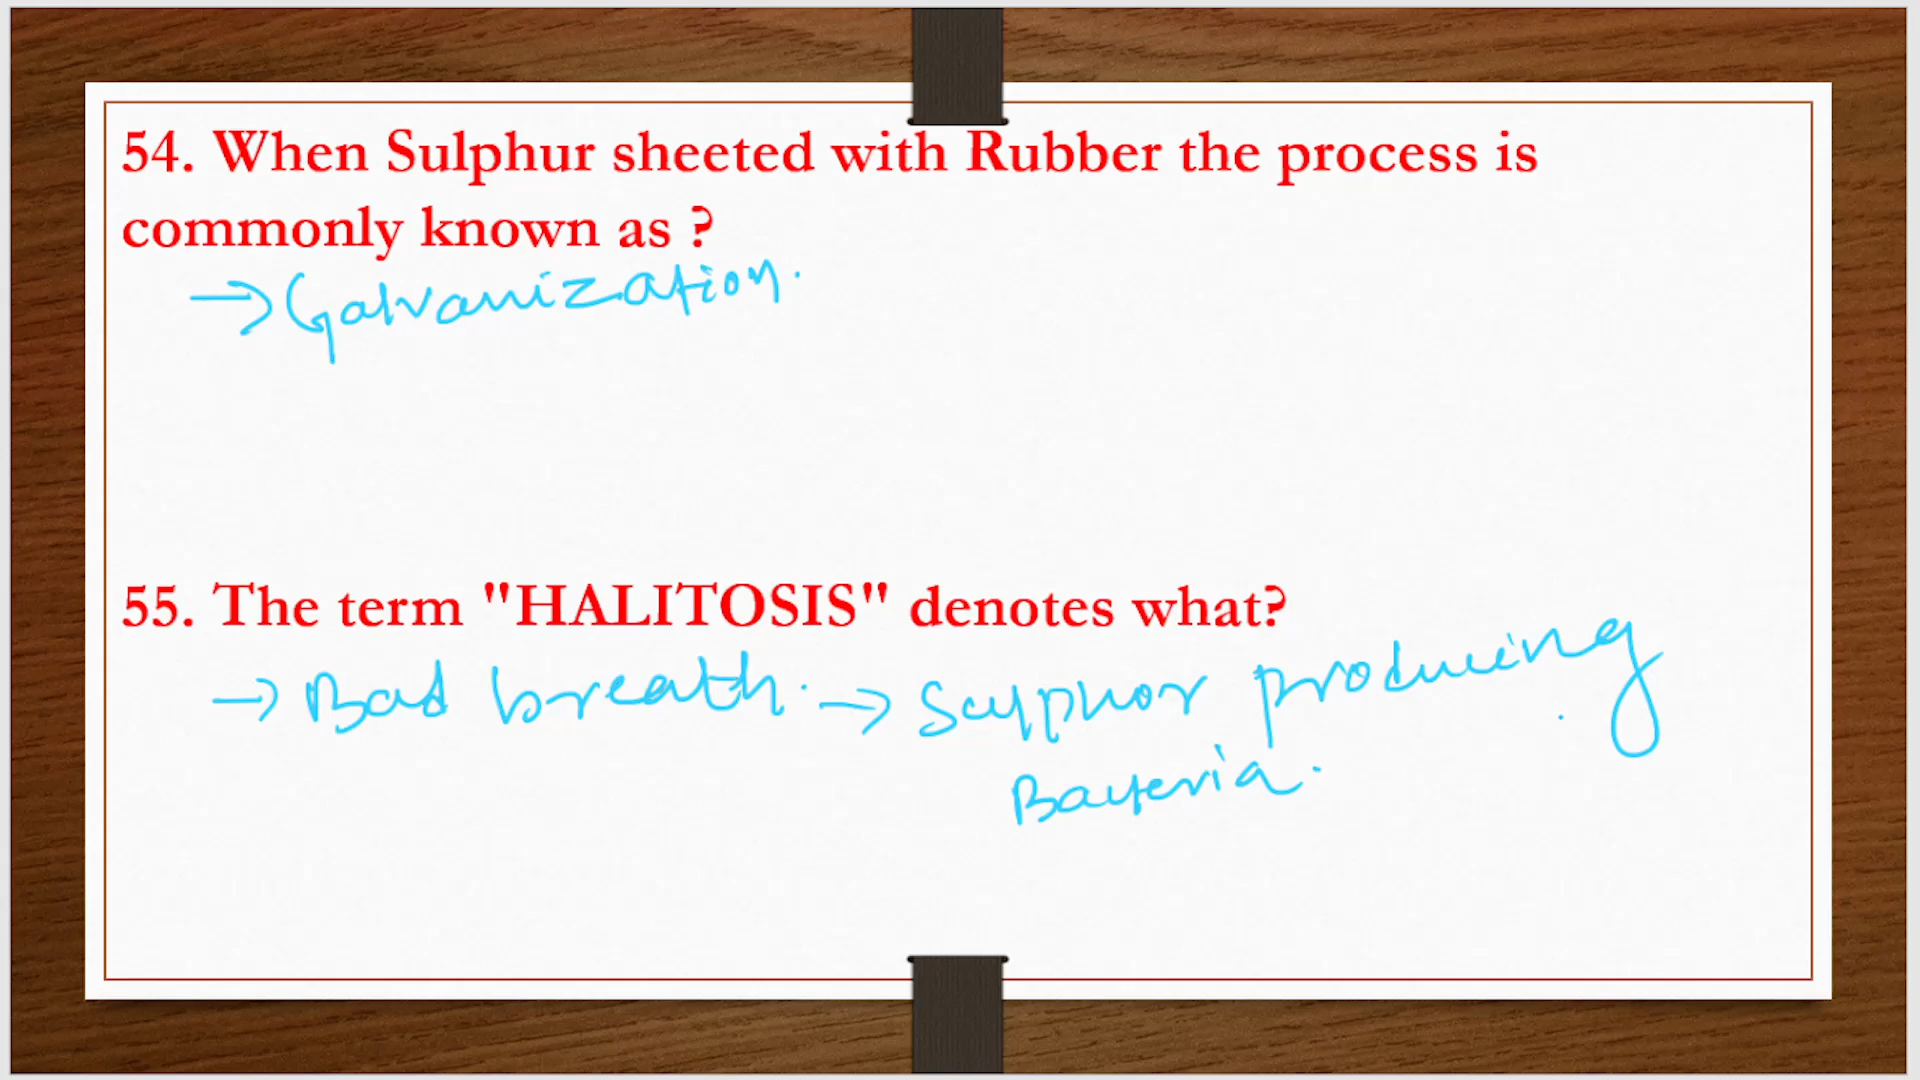 54. When Sulphur sheeted with Rubber the process is
commonly known as ?
→ Galvanization.
55. The term "HALITOSIS" denotes what?
→ Bad breath. → Sulphor producing
Bacteria.